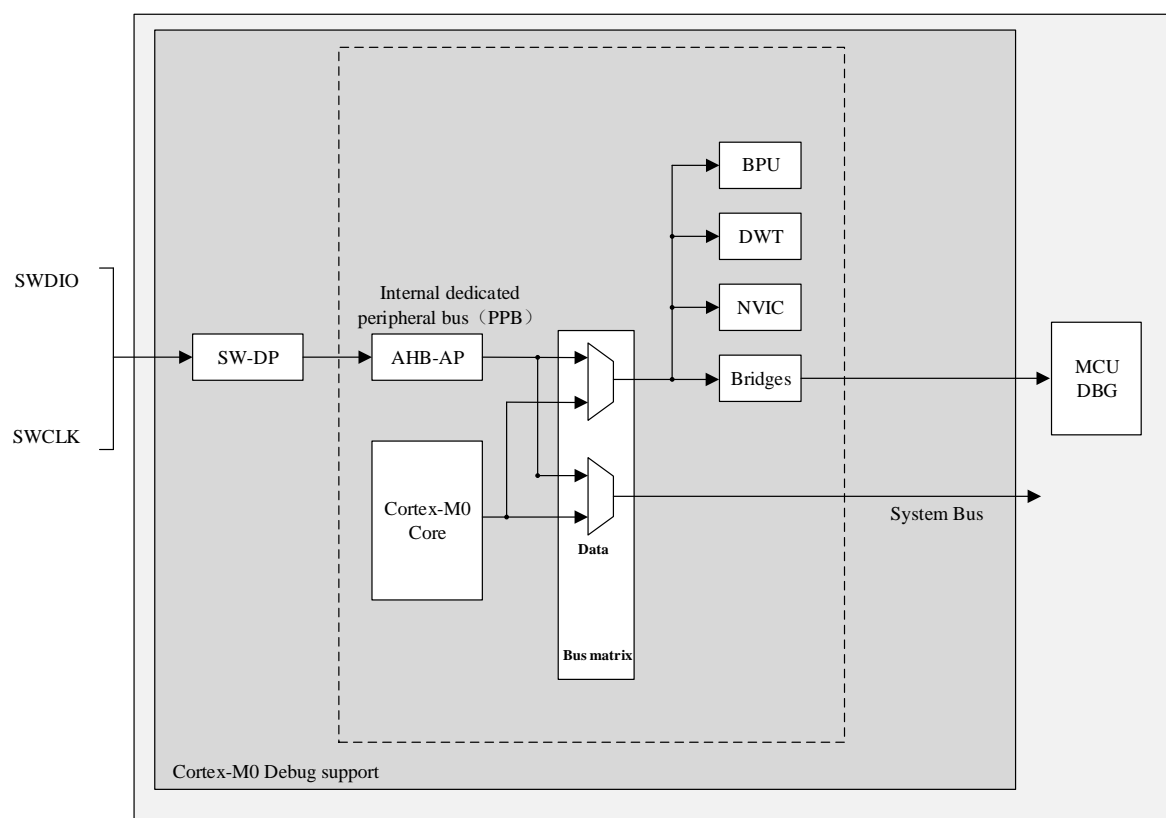 BPU
DWT
SWDIO
Internal dedicated
peripheral bus（PPB）
NVIC
SW-DP
AHB-AP
Bridges
MCU
DBG
SWCLK
Cortex-M0
Core
System Bus
Data
Bus matrix
Cortex-M0 Debug support